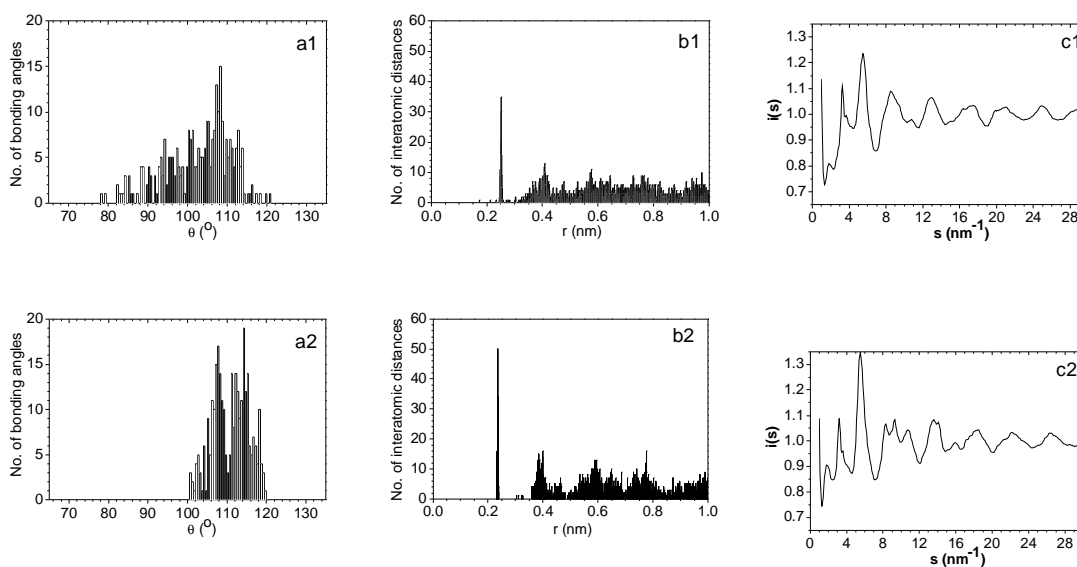 a1
No. of bonding angles
20
15
10
5
0
70 80 90 100 110 120 130
θ (°)
b1
No. of interatomic distances
60
50
40
30
20
10
0
0.0 0.2 0.4 0.6 0.8 1.0
r (nm)
c1
i(s)
1.3
1.2
1.1
1.0
0.9
0.8
0.7
0 4 8 12 16 20 24 28
s (nm⁻¹)
a2
No. of bonding angles
20
15
10
5
0
70 80 90 100 110 120 130
θ (°)
b2
No. of interatomic distances
60
50
40
30
20
10
0
0.0 0.2 0.4 0.6 0.8 1.0
r (nm)
c2
i(s)
1.3
1.2
1.1
1.0
0.9
0.8
0.7
0 4 8 12 16 20 24 28
s (nm⁻¹)